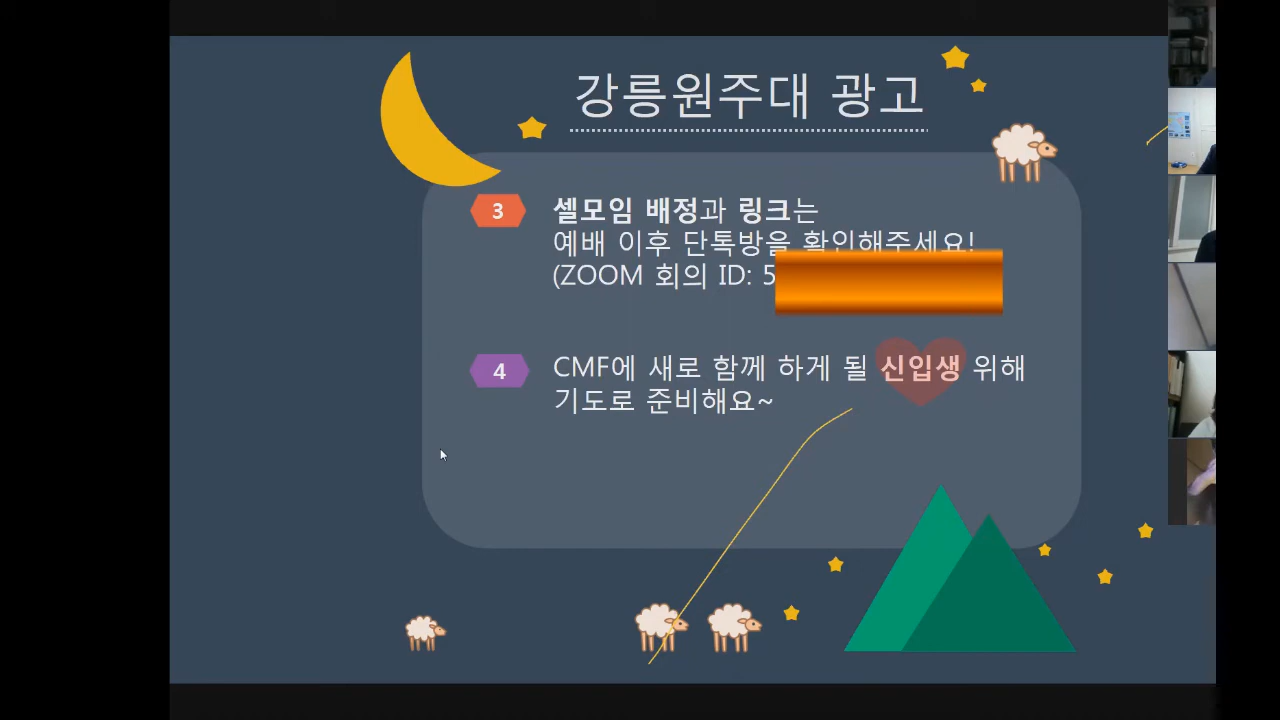 강릉원주대 광고
3
셀모임 배정과 링크는
예배 이후 단톡방을 확인해주세요!
(ZOOM 회의 ID: 5
4
CMF에 새로 함께 하게 될 신입생 위해
기도로 준비해요~